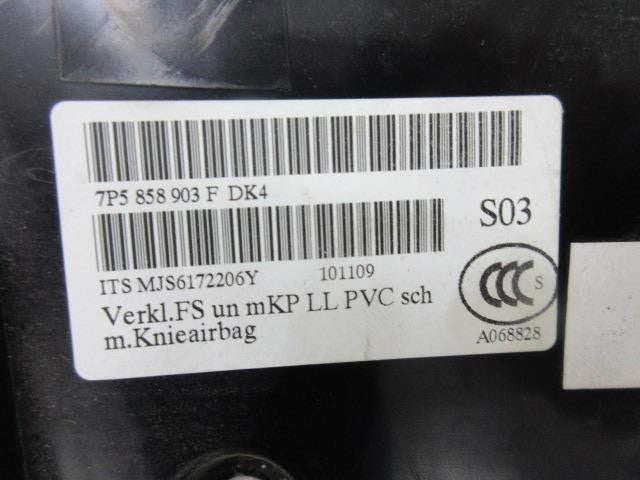 7P5 858 903 F DK4
S03
ITS MJS6172206Y 101109
Verkl.FS un mKP LL PVC sch
m.Knieairbag
CCC S
A068828